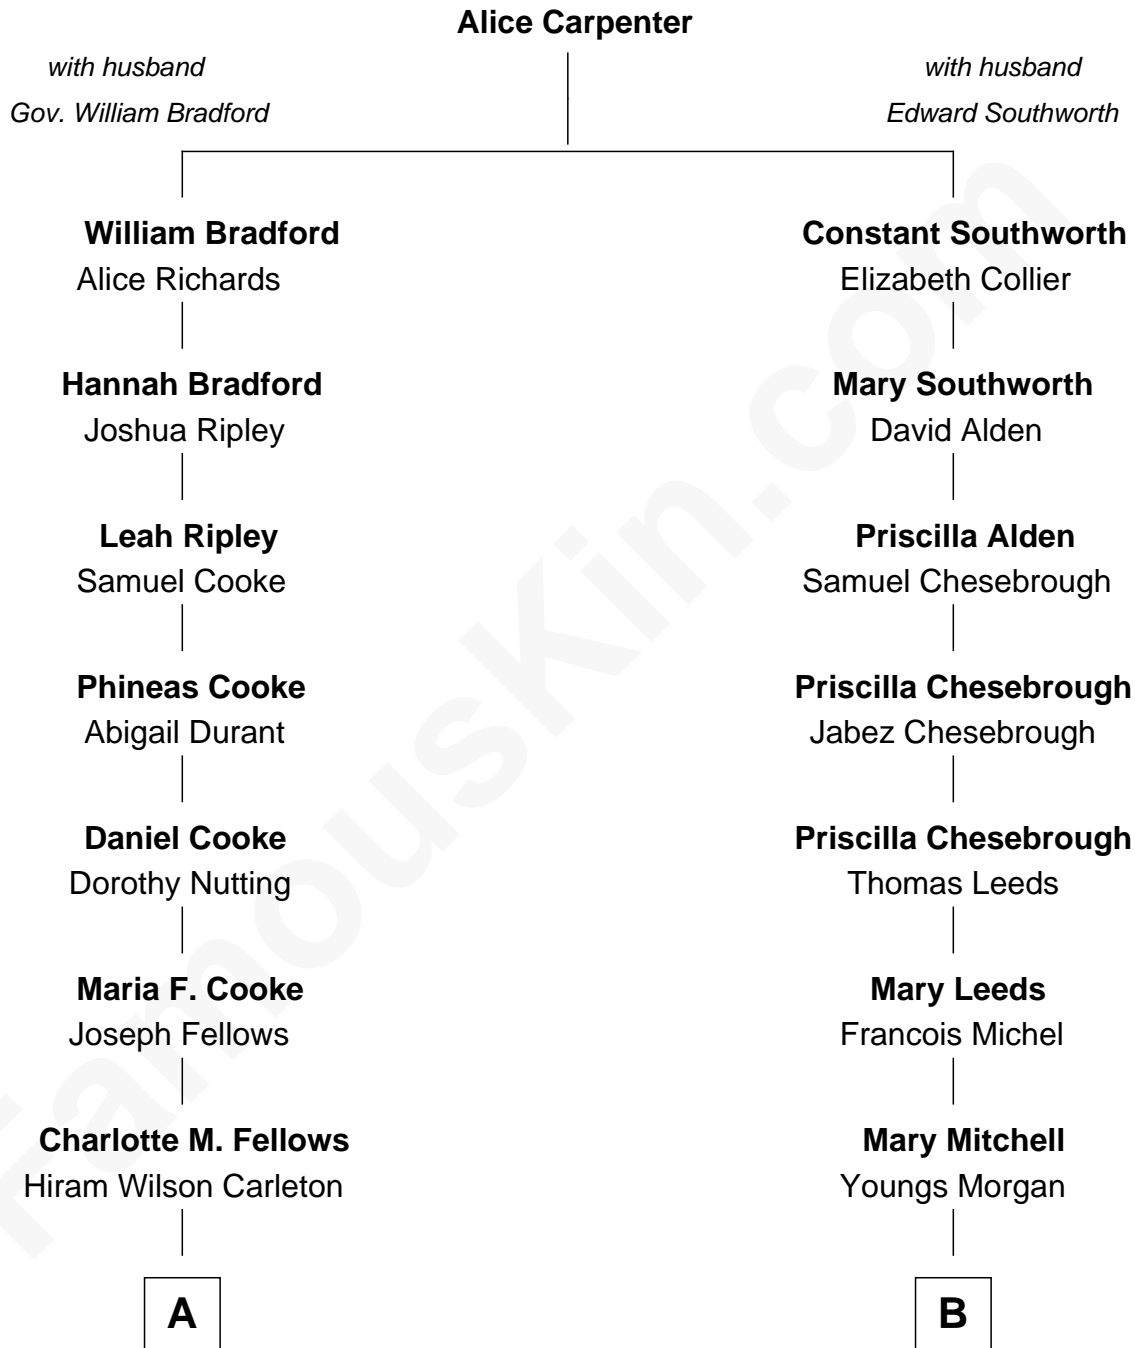 Alice Carpenter
with husband
Gov. William Bradford
with husband
Edward Southworth
William Bradford
Alice Richards
Constant Southworth
Elizabeth Collier
Hannah Bradford
Joshua Ripley
Mary Southworth
David Alden
Leah Ripley
Samuel Cooke
Priscilla Alden
Samuel Chesebrough
Phineas Cooke
Abigail Durant
Priscilla Chesebrough
Jabez Chesebrough
Daniel Cooke
Dorothy Nutting
Priscilla Chesebrough
Thomas Leeds
Maria F. Cooke
Joseph Fellows
Mary Leeds
Francois Michel
Charlotte M. Fellows
Hiram Wilson Carleton
Mary Mitchell
Youngs Morgan
A
B
FamousKin.com